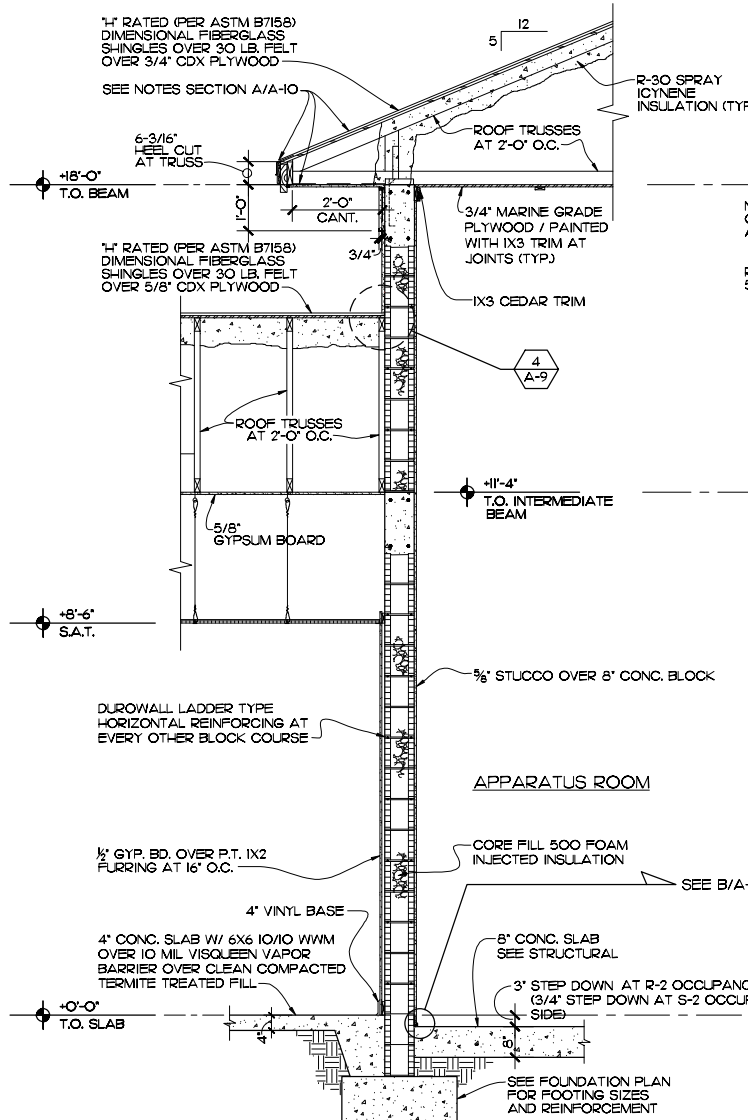 "H" RATED (PER ASTM B7158)
DIMENSIONAL FIBERGLASS
SHINGLES OVER 30 LB. FELT
OVER 3/4" CDX PLYWOOD
SEE NOTES SECTION A/A-10
12
5
R-30 SPRAY
ICYNENE
INSULATION (TYP
6-3/16"
HEEL CUT
AT TRUSS
ROOF TRUSSES
AT 2'-0" O.C.
+18'-0"
T.O. BEAM
1'-0"
2'-0"
CANT.
3/4"
3/4" MARINE GRADE
PLYWOOD / PAINTED
WITH 1X3 TRIM AT
JOINTS (TYP.)
"H" RATED (PER ASTM B7158)
DIMENSIONAL FIBERGLASS
SHINGLES OVER 30 LB. FELT
OVER 5/8" CDX PLYWOOD
1X3 CEDAR TRIM
4
A-9
ROOF TRUSSES
AT 2'-0" O.C.
+11'-4"
T.O. INTERMEDIATE
BEAM
5/8"
GYPSUM BOARD
+8'-6"
S.A.T.
⅝" STUCCO OVER 8" CONC. BLOCK
DUROWALL LADDER TYPE
HORIZONTAL REINFORCING AT
EVERY OTHER BLOCK COURSE
APPARATUS ROOM
½" GYP. BD. OVER P.T. 1X2
FURRING AT 16" O.C.
CORE FILL 500 FOAM
INJECTED INSULATION
SEE B/A-
4" VINYL BASE
4" CONC. SLAB W/ 6X6 10/10 WWM
OVER 10 MIL VISQUEEN VAPOR
BARRIER OVER CLEAN COMPACTED
TERMITE TREATED FILL
8" CONC. SLAB
SEE STRUCTURAL
3" STEP DOWN AT R-2 OCCUPANC
(3/4" STEP DOWN AT S-2 OCCUP
SIDE)
+0'-0"
T.O. SLAB
4"
8"
SEE FOUNDATION PLAN
FOR FOOTING SIZES
AND REINFORCEMENT